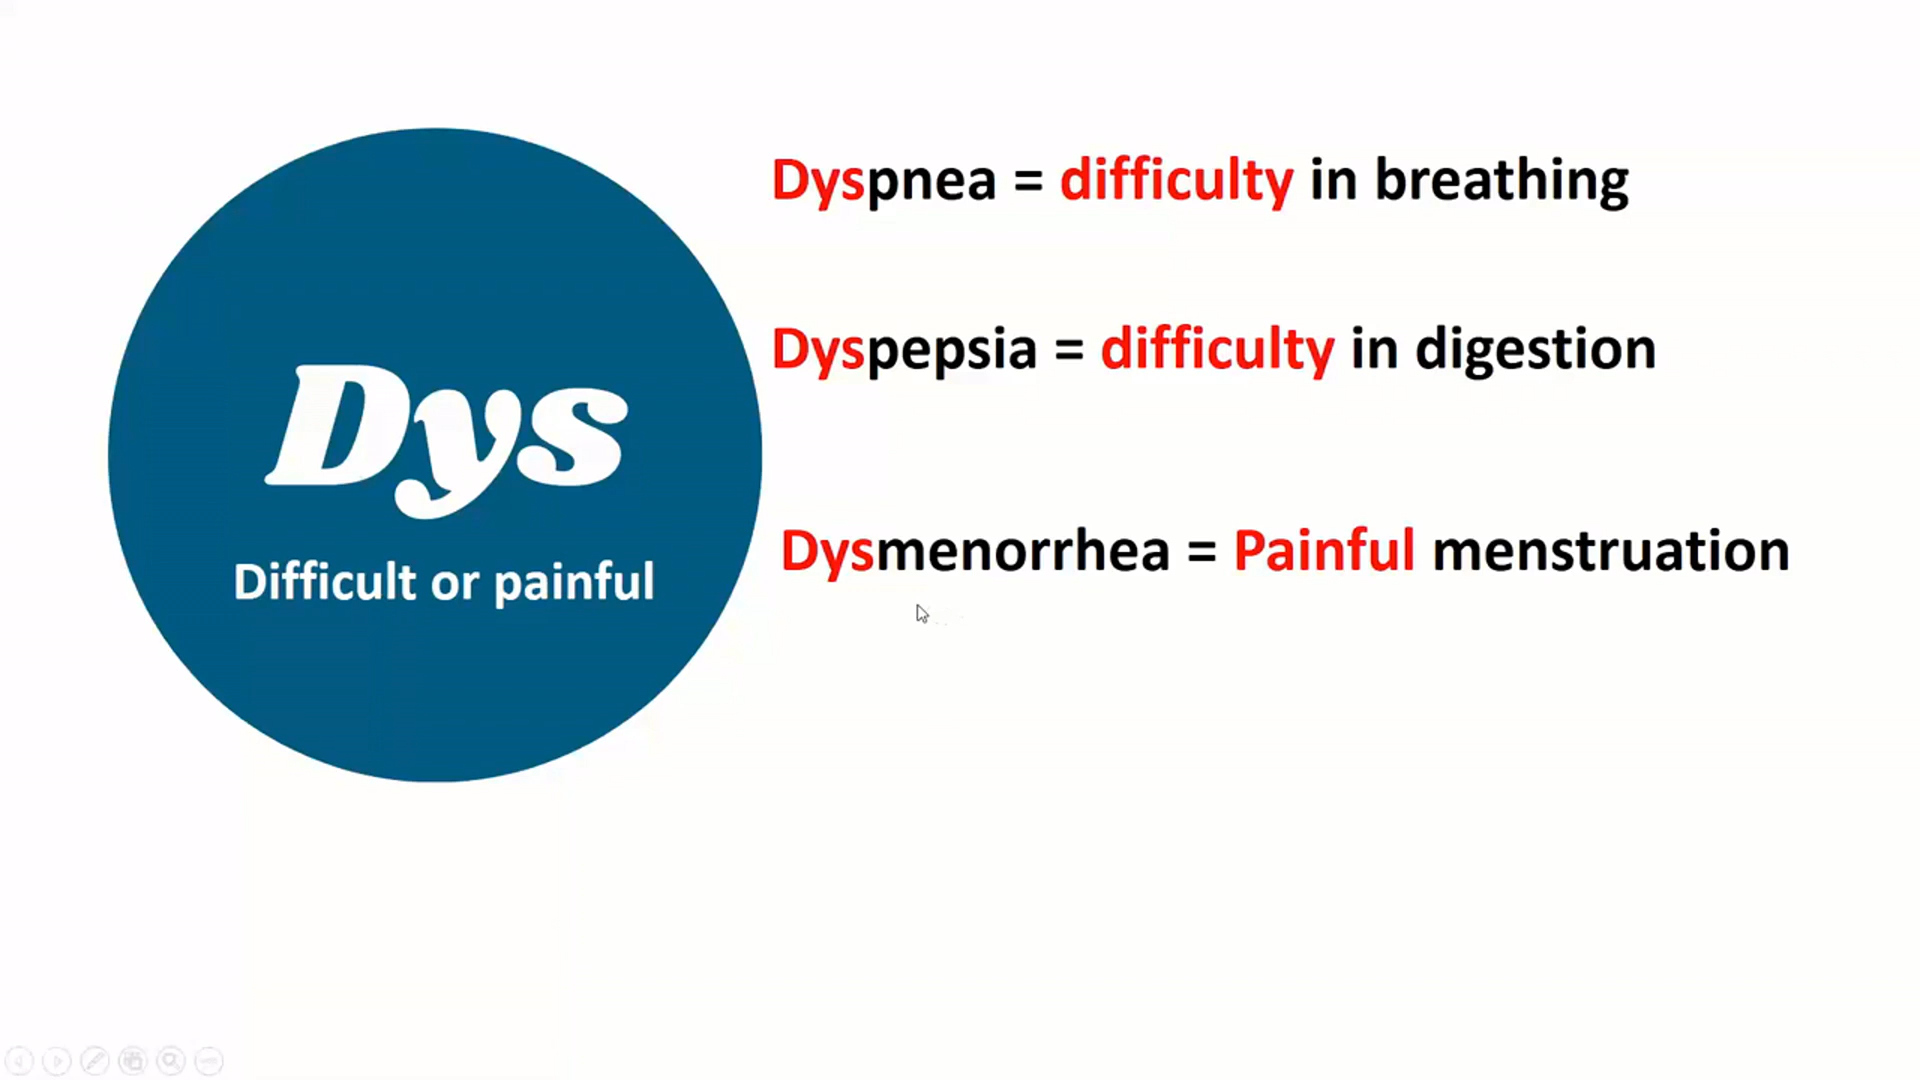 Dys
Difficult or painful
Dyspnea = difficulty in breathing
Dyspepsia = difficulty in digestion
Dysmenorrhea = Painful menstruation